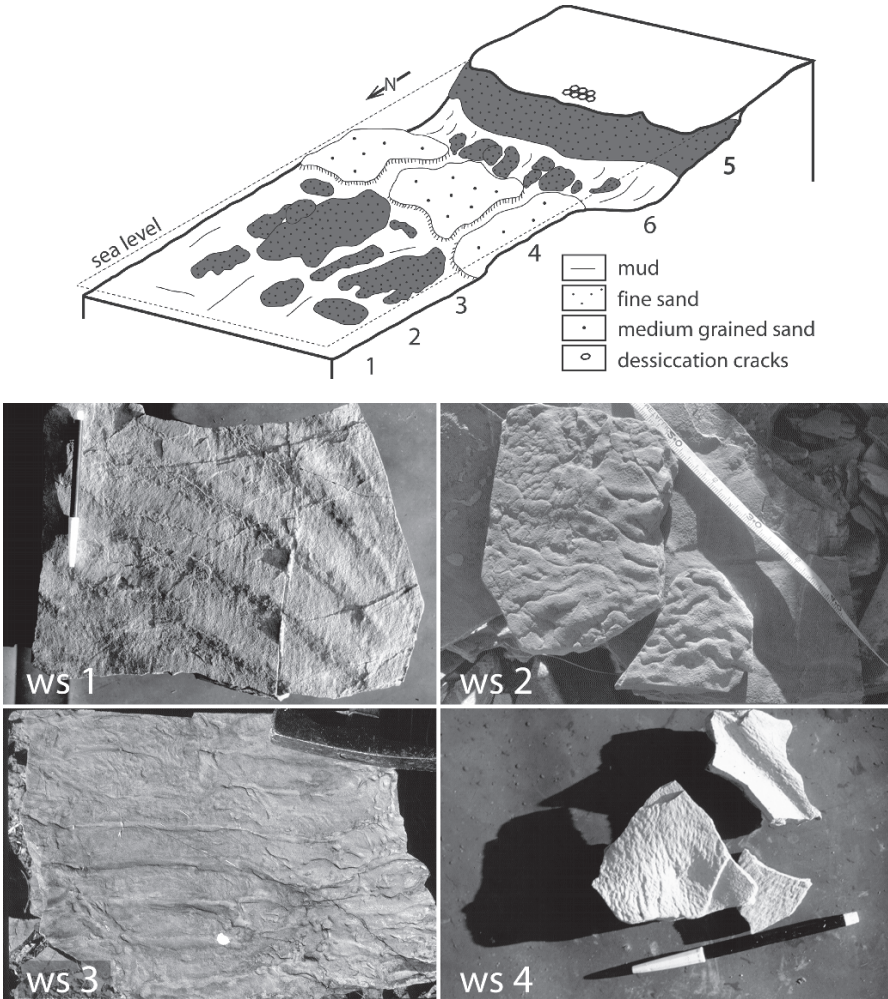 N
sea level
5
6
4
3
2
1
mud
fine sand
medium grained sand
dessiccation cracks
ws 1
ws 2
ws 3
ws 4